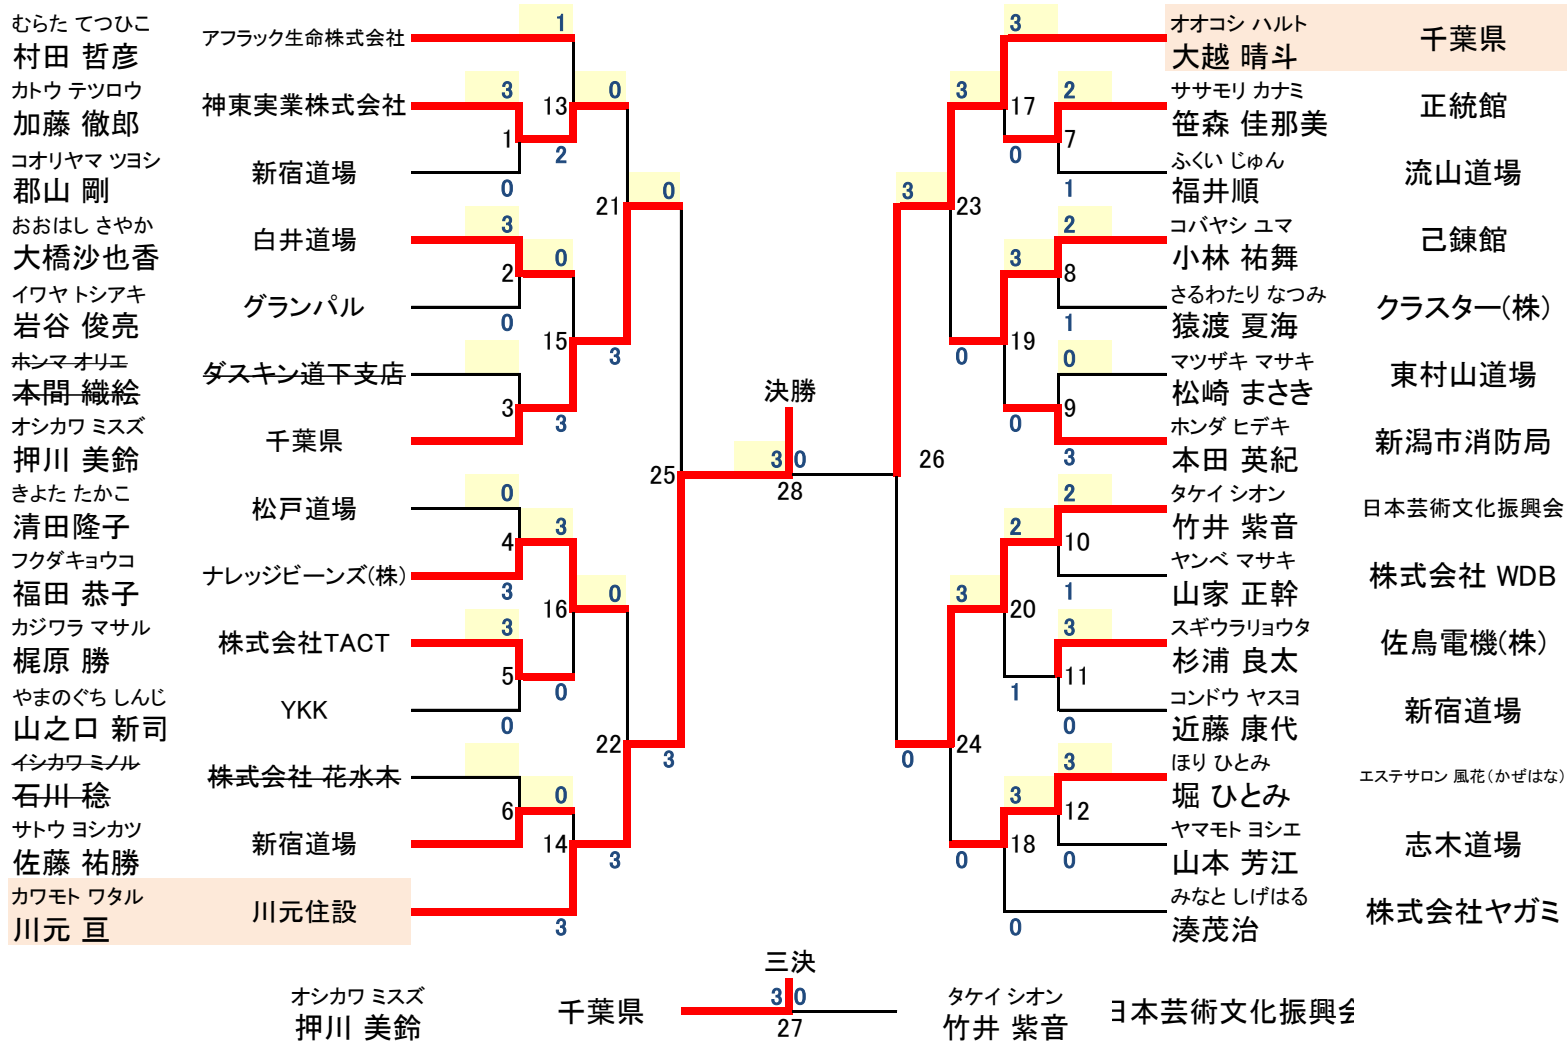 むらた てつひこ
村田 哲彦
アフラック生命株式会社
カトウ テツロウ
加藤 徹郎
神東実業株式会社
コオリヤマ ツヨシ
郡山 剛
新宿道場
おおはし さやか
大橋沙也香
白井道場
イワヤ トシアキ
岩谷 俊亮
グランパル
ホンマ オリエ
本間 織絵
ダスキン道下支店
オシカワ ミスズ
押川 美鈴
千葉県
きよた たかこ
清田隆子
松戸道場
フクダキョウコ
福田 恭子
ナレッジビーンズ(株)
カジワラ マサル
梶原 勝
株式会社TACT
やまのぐち しんじ
山之口 新司
YKK
イシカワ ミノル
石川 稔
株式会社 花水木
サトウ ヨシカツ
佐藤 祐勝
新宿道場
カワモト ワタル
川元 亘
川元住設
1
3
1
0
13
2
0
3
2
0
0
15
3
3
21
3
0
0
4
3
3
16
0
3
5
0
0
6
0
14
3
3
22
3
25
決勝
3 0
28
26
3
3
3
17
0
2
7
1
23
2
8
1
3
19
0
0
9
3
0
2
10
1
2
20
3
3
11
0
1
24
0
3
12
0
3
18
0
0
オオコシ ハルト
大越 晴斗
千葉県
ササモリ カナミ
笹森 佳那美
正統館
ふくい じゅん
福井順
流山道場
コバヤシ ユマ
小林 祐舞
己錬館
さるわたり なつみ
猿渡 夏海
クラスター(株)
マツザキ マサキ
松崎 まさき
東村山道場
ホンダ ヒデキ
本田 英紀
新潟市消防局
タケイ シオン
竹井 紫音
日本芸術文化振興会
ヤンベ マサキ
山家 正幹
株式会社 WDB
スギウラリョウタ
杉浦 良太
佐鳥電機(株)
コンドウ ヤスヨ
近藤 康代
新宿道場
ほり ひとみ
堀 ひとみ
エステサロン 風花(かぜはな)
ヤマモト ヨシエ
山本 芳江
志木道場
みなと しげはる
湊茂治
株式会社ヤガミ
三決
オシカワ ミスズ
押川 美鈴
千葉県
3 0
27
タケイ シオン
竹井 紫音
日本芸術文化振興会